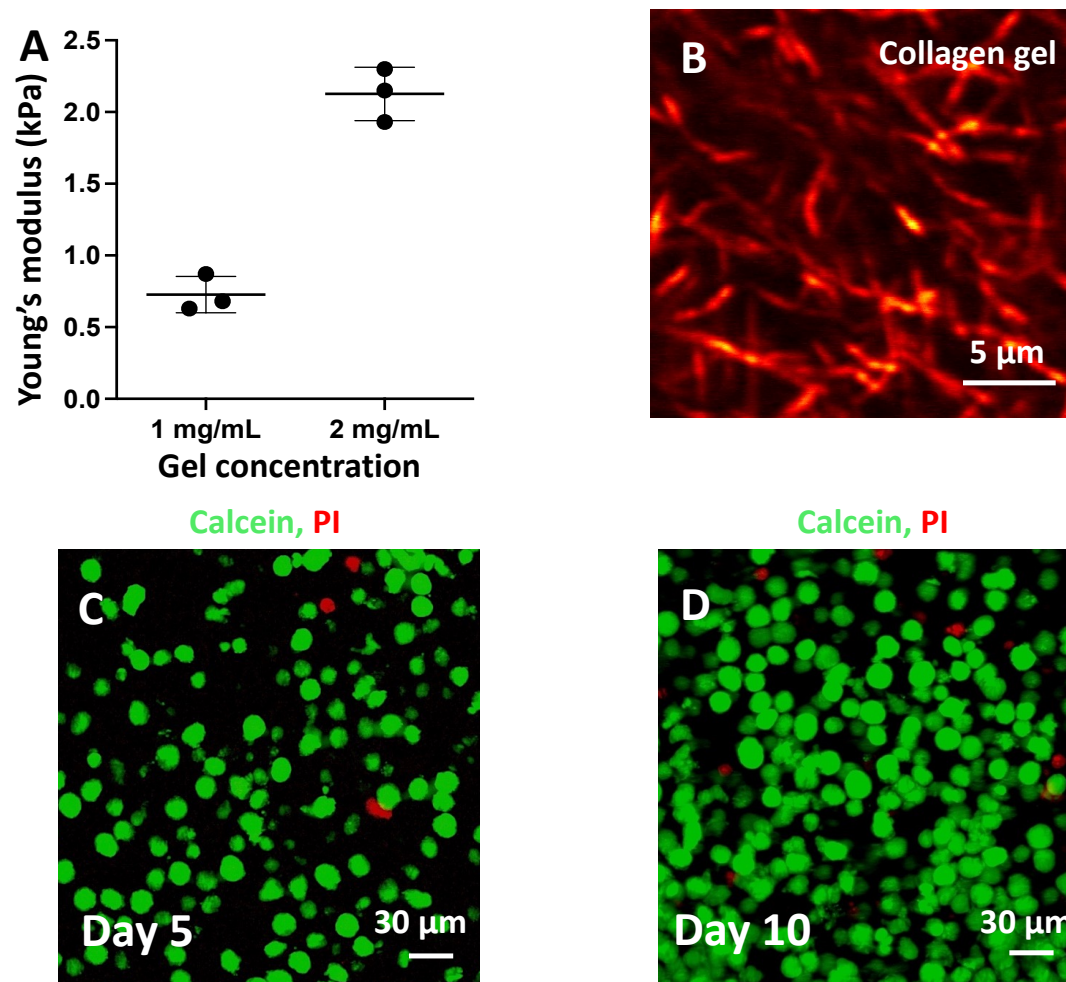 A
2.5
2.0
1.5
1.0
0.5
0.0
Young's modulus (kPa)
1 mg/mL
2 mg/mL
Gel concentration
B
Collagen gel
5 μm
Calcein, PI
C
Day 5
30 μm
Calcein, PI
D
Day 10
30 μm